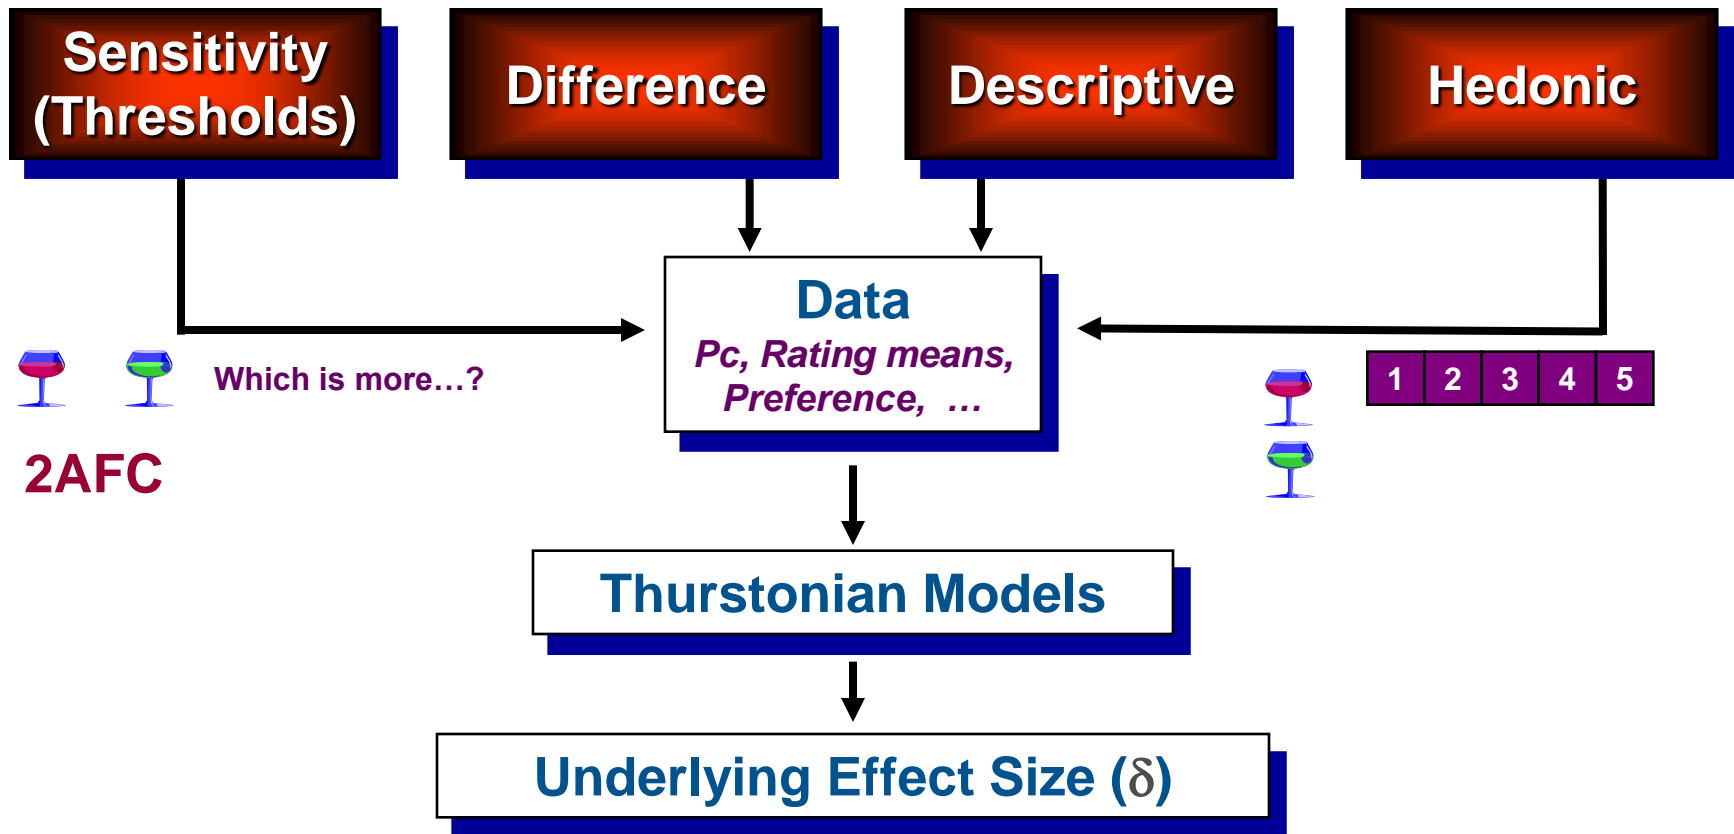 Sensitivity
(Thresholds)
Difference
Descriptive
Hedonic
Data
Pc, Rating means,
Preference, …
Which is more…?
2AFC
1 2 3 4 5
Thurstonian Models
Underlying Effect Size (δ)